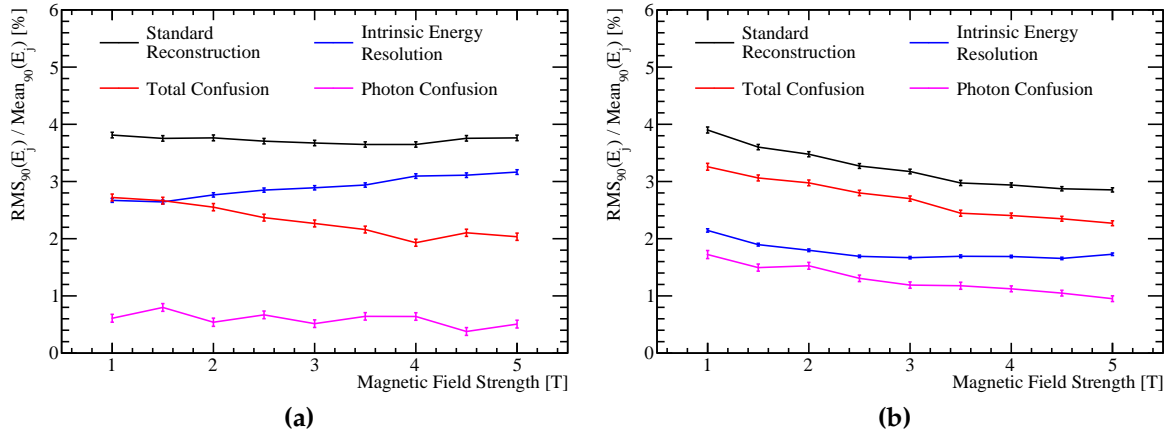 RMS90(Ej) / Mean90(Ej) [%]
6
5
4
3
2
1
0
Standard
Reconstruction
Intrinsic Energy
Resolution
Total Confusion
Photon Confusion
1 2 3 4 5
Magnetic Field Strength [T]
(a)
RMS90(Ej) / Mean90(Ej) [%]
6
5
4
3
2
1
0
Standard
Reconstruction
Intrinsic Energy
Resolution
Total Confusion
Photon Confusion
1 2 3 4 5
Magnetic Field Strength [T]
(b)